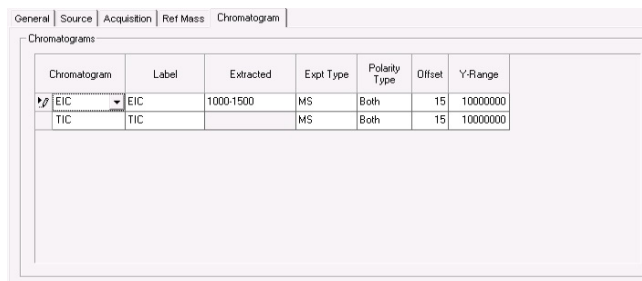 General Source Acquisition Ref Mass Chromatogram
Chromatograms
Chromatogram Label Extracted Expt Type Polarity Type Offset Y-Range
EIC EIC 1000-1500 MS Both 15 10000000
TIC TIC MS Both 15 10000000